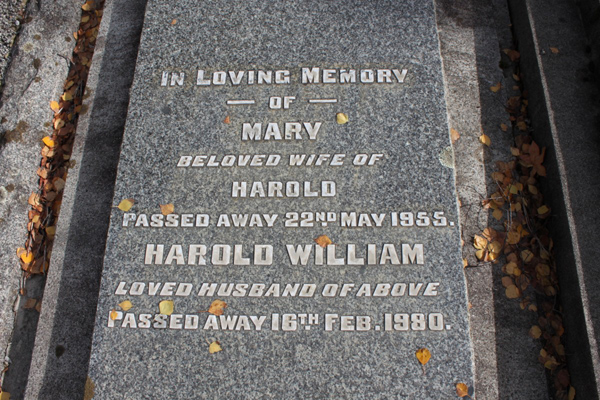 IN LOVING MEMORY
— OF —
MARY
BELOVED WIFE OF
HAROLD
PASSED AWAY 22ND MAY 1955.
HAROLD WILLIAM
LOVED HUSBAND OF ABOVE
PASSED AWAY 16TH FEB. 1980.